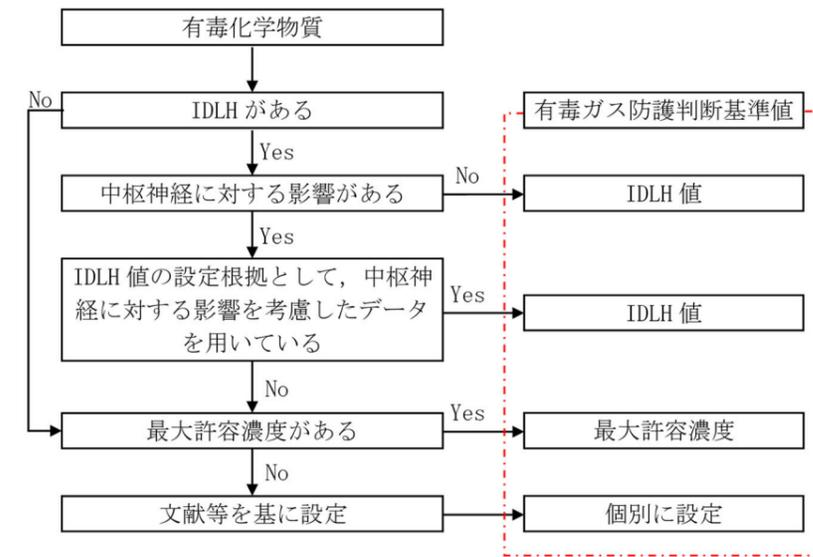 有毒化学物質
No
IDLHがある
有毒ガス防護判断基準値
Yes
中枢神経に対する影響がある
No
IDLH値
Yes
IDLH値の設定根拠として，中枢神
経に対する影響を考慮したデータ
を用いている
Yes
IDLH値
No
最大許容濃度がある
Yes
最大許容濃度
No
文献等を基に設定
個別に設定